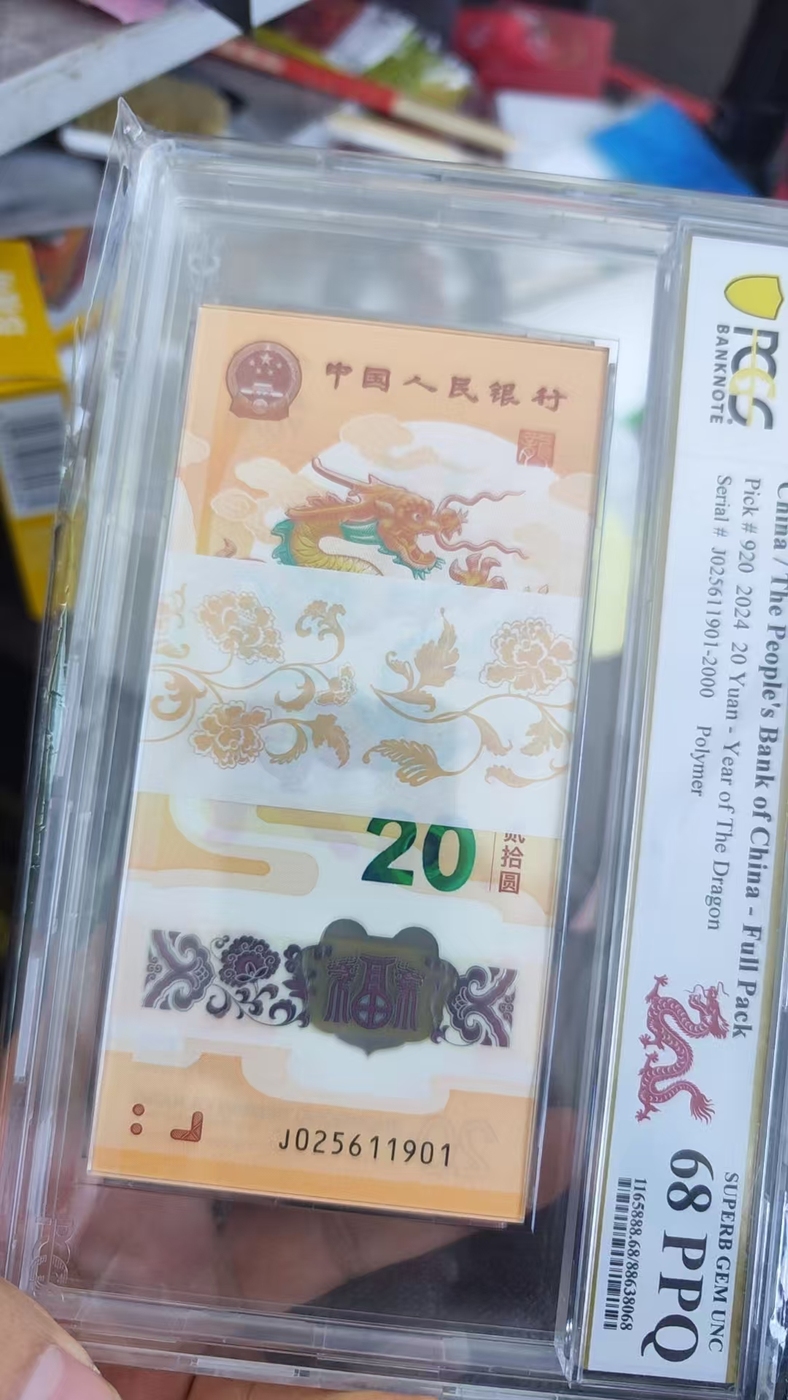 中国人民银行
20
贰拾圆
J025611901
PCGS
BANKNOTE
China / The People's Bank of China - Full Pack
Pick # 920 2024 20 Yuan - Year of The Dragon
Serial # J025611901-2000 Polymer
SUPERB GEM UNC
68 PPQ
1165888.68/88638068